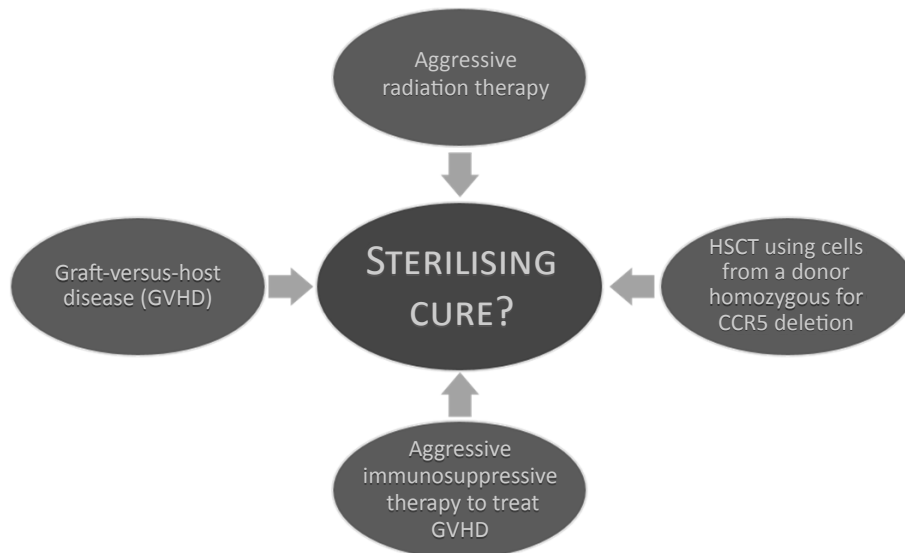 Aggressive
radiation therapy
Graft-versus-host
disease (GVHD)
STERILISING
CURE?
HSCT using cells
from a donor
homozygous for
CCR5 deletion
Aggressive
immunosuppressive
therapy to treat
GVHD